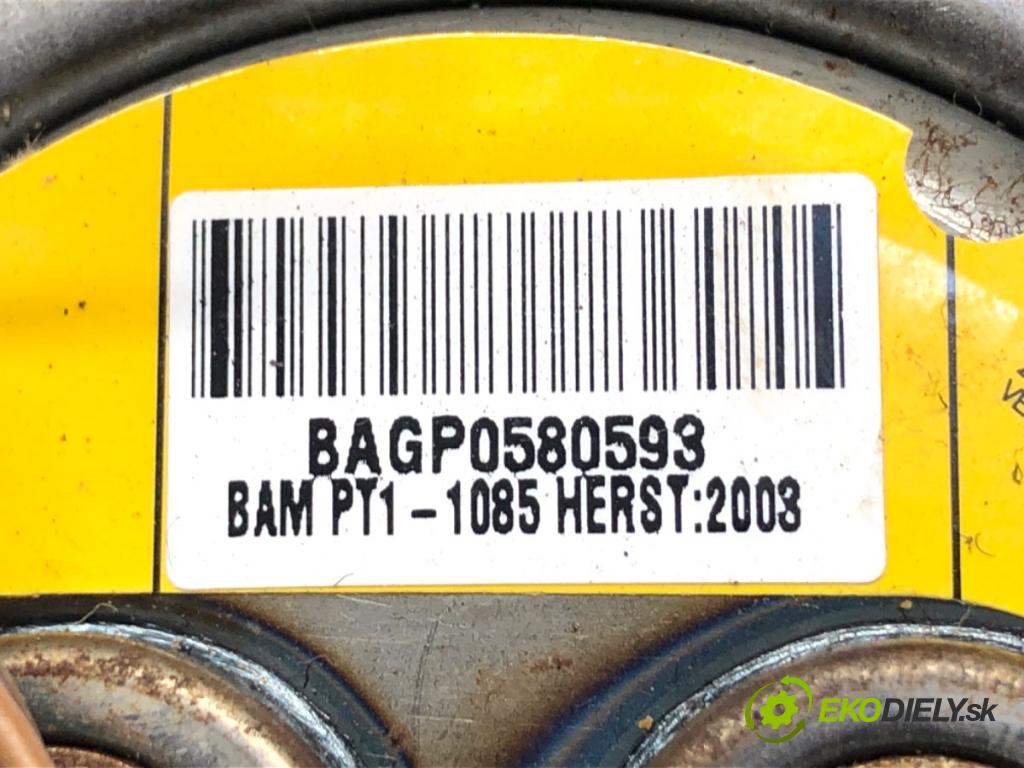 BAGP0580593
BAM PT1-1085 HERST:2003
EKODIELY.sk